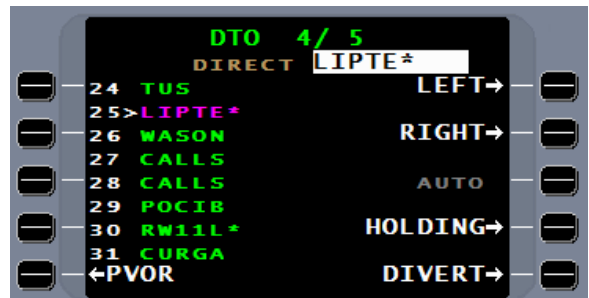 DTO 4/ 5
DIRECT LIPTE*
24 TUS LEFT→
25>LIPTE*
26 WASON RIGHT→
27 CALLS
28 CALLS AUTO
29 POCIB
30 RW11L* HOLDING→
31 CURGA
←PVOR DIVERT→